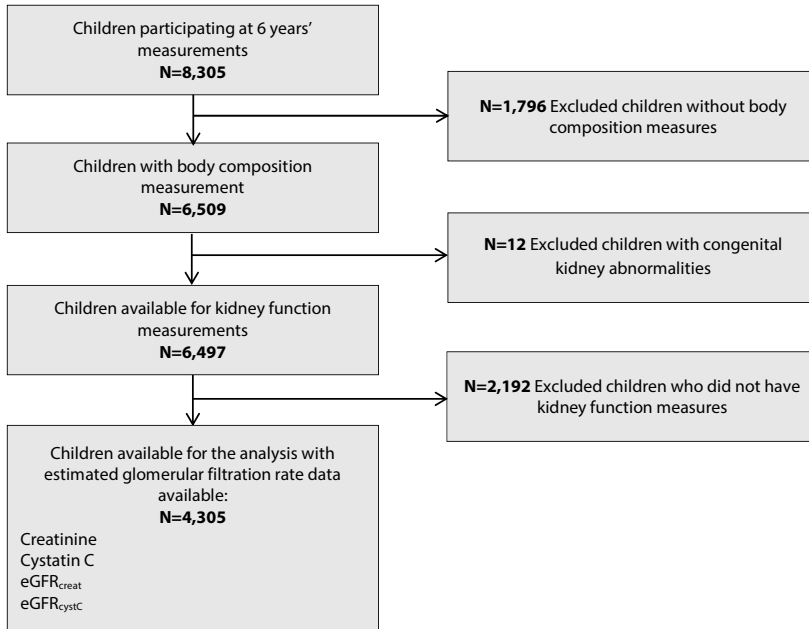 Children participating at 6 years’
measurements
N=8,305
N=1,796 Excluded children without body
composition measures
Children with body composition
measurement
N=6,509
N=12 Excluded children with congenital
kidney abnormalities
Children available for kidney function
measurements
N=6,497
N=2,192 Excluded children who did not have
kidney function measures
Children available for the analysis with
estimated glomerular filtration rate data
available:
N=4,305
Creatinine
Cystatin C
eGFRcreat
eGFRcystC